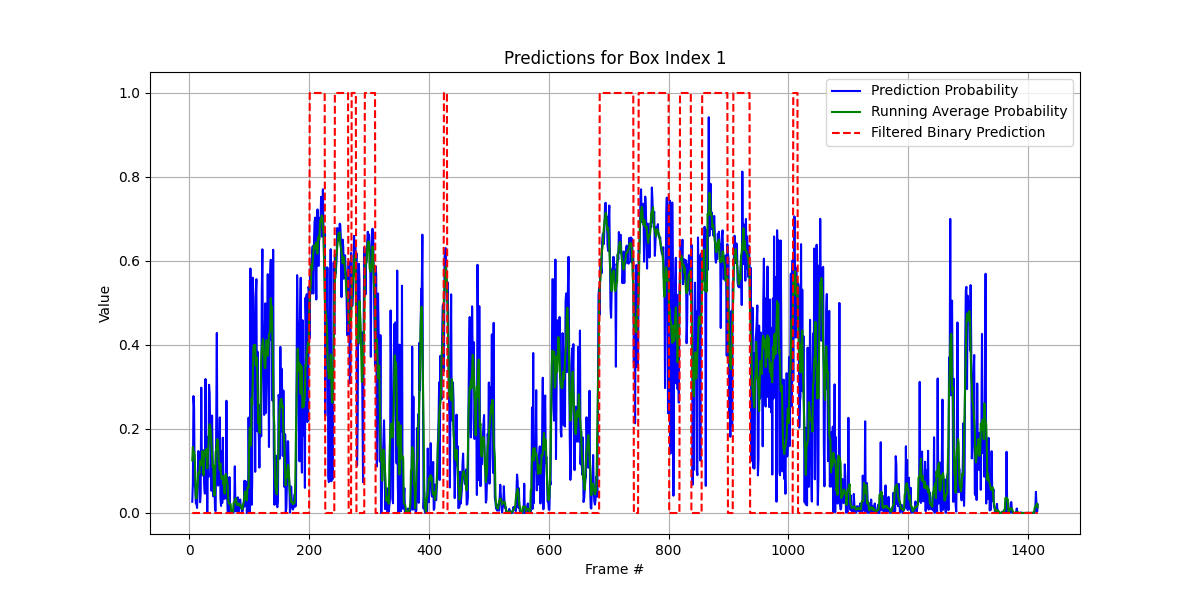 Predictions for Box Index 1
Prediction Probability
Running Average Probability
Filtered Binary Prediction
Value
1.0
0.8
0.6
0.4
0.2
0.0
0 200 400 600 800 1000 1200 1400
Frame #